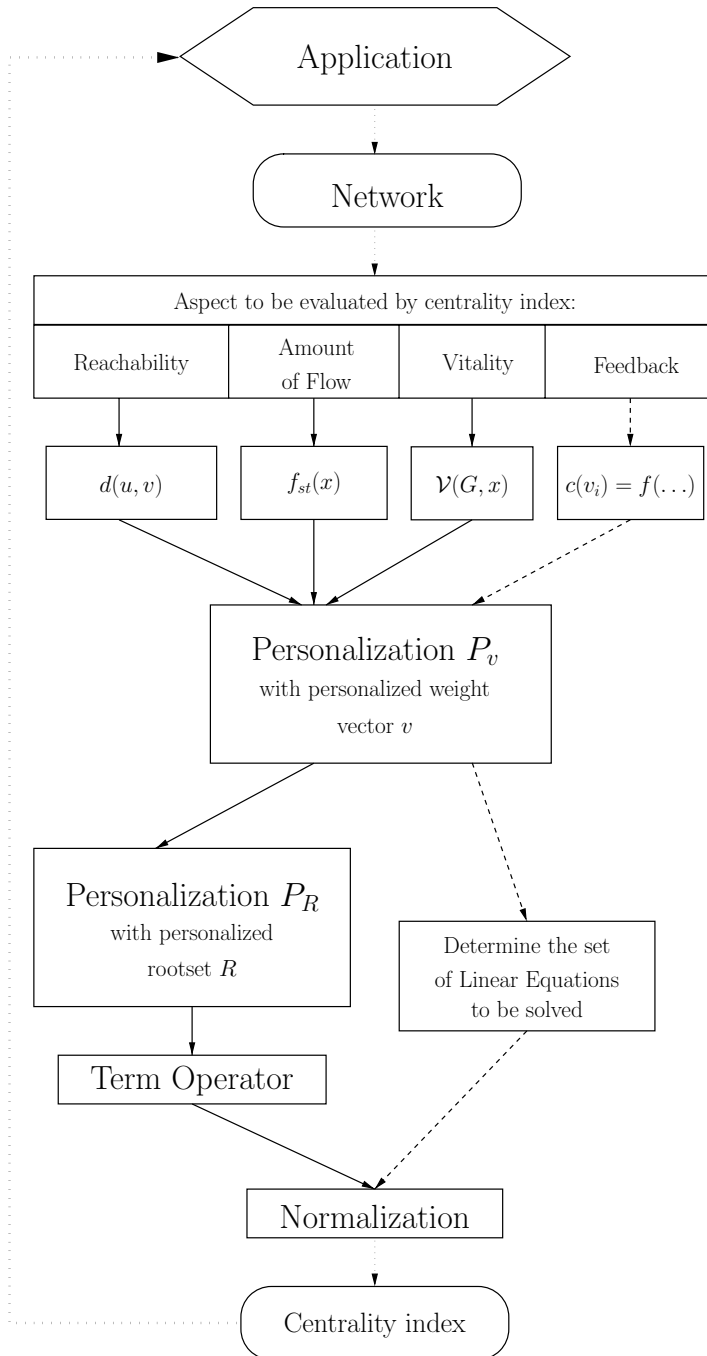 Application
Network
Aspect to be evaluated by centrality index:
Reachability
Amount
of Flow
Vitality
Feedback
d(u, v)
f_{st}(x)
𝒱(G, x)
c(v_i) = f(...)
Personalization P_v
with personalized weight
vector v
Personalization P_R
with personalized
rootset R
Determine the set
of Linear Equations
to be solved
Term Operator
Normalization
Centrality index